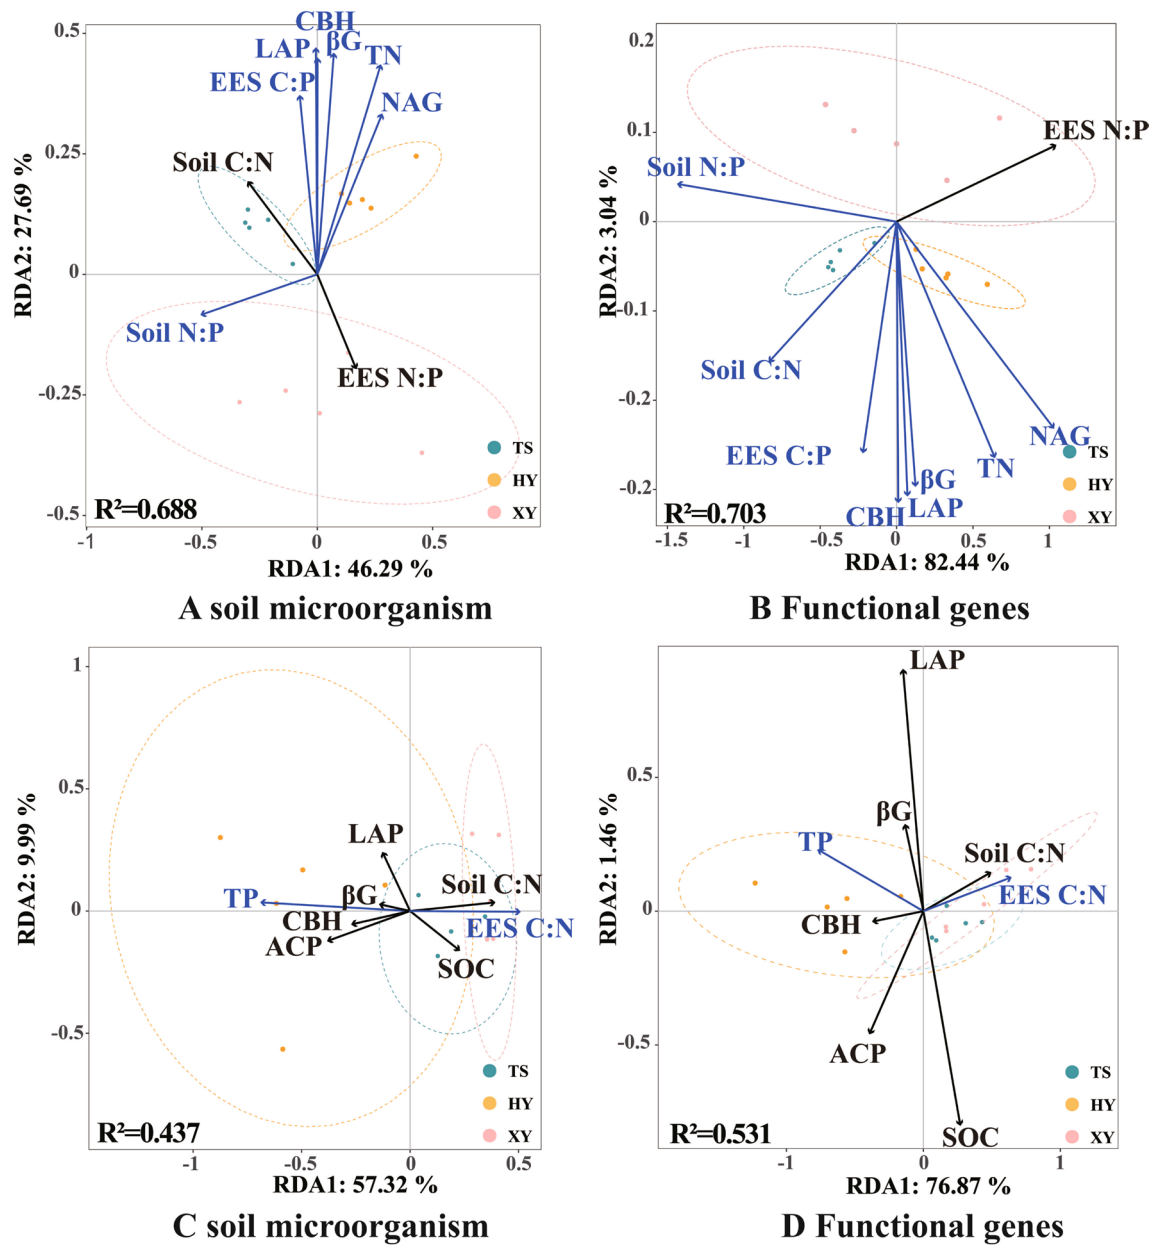 CBH
LAP
βG
TN
EES C:P
NAG
Soil C:N
Soil N:P
EES N:P
0.5
0.25
0
-0.25
-0.5
RDA2: 27.69 %
TS
HY
XY
R²=0.688
-1
-0.5
0
0.5
RDA1: 46.29 %
A soil microorganism
0.2
0.1
0
-0.1
-0.2
RDA2: 3.04 %
EES N:P
Soil N:P
Soil C:N
EES C:P
NAG
TN
βG
LAP
CBH
TS
HY
XY
R²=0.703
-1.5
-1
-0.5
0
0.5
1
RDA1: 82.44 %
B Functional genes
1
0.5
0
-0.5
RDA2: 9.99 %
LAP
TP
βG
Soil C:N
CBH
EES C:N
ACP
SOC
TS
HY
XY
R²=0.437
-1
-0.5
0
0.5
RDA1: 57.32 %
C soil microorganism
0.5
0
-0.5
RDA2: 1.46 %
LAP
βG
TP
Soil C:N
EES C:N
CBH
ACP
SOC
TS
HY
XY
R²=0.531
-1
0
1
RDA1: 76.87 %
D Functional genes